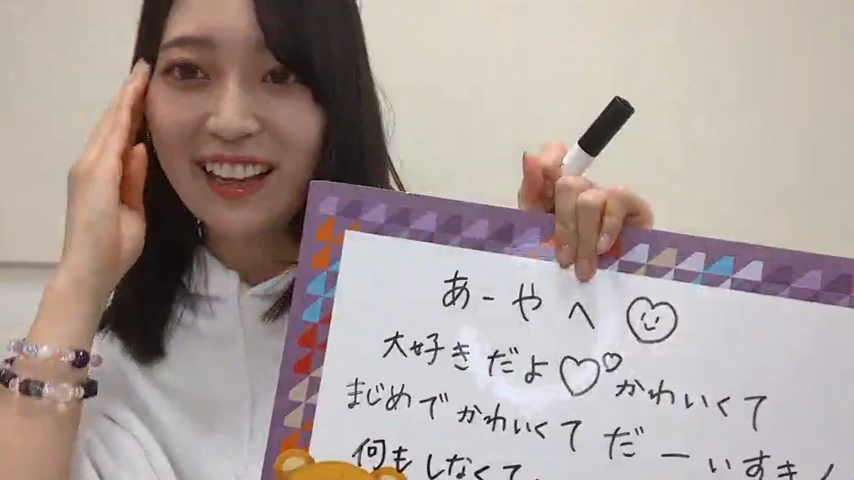 あーやへ
大好きだよ かわいくて
まじめでかわいくてだーいすき！
何もしなくて